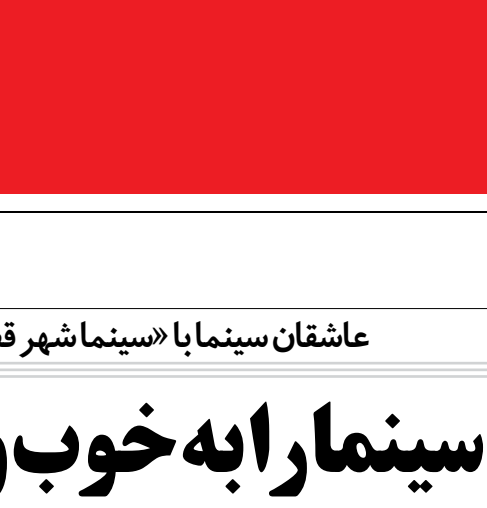 عاشقان سینما با «سینما شهر
سینما را به خوب